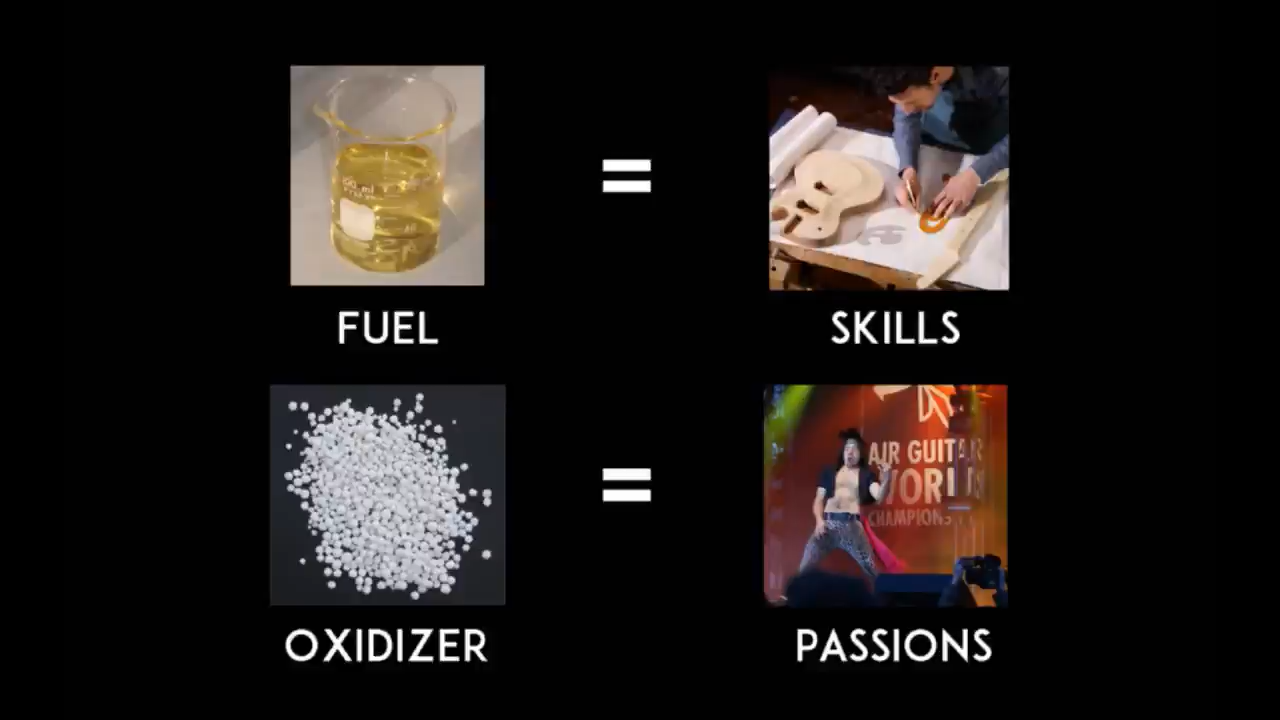 FUEL
=
SKILLS
OXIDIZER
=
PASSIONS
AIR GUITAR
WORLD
CHAMPIONS